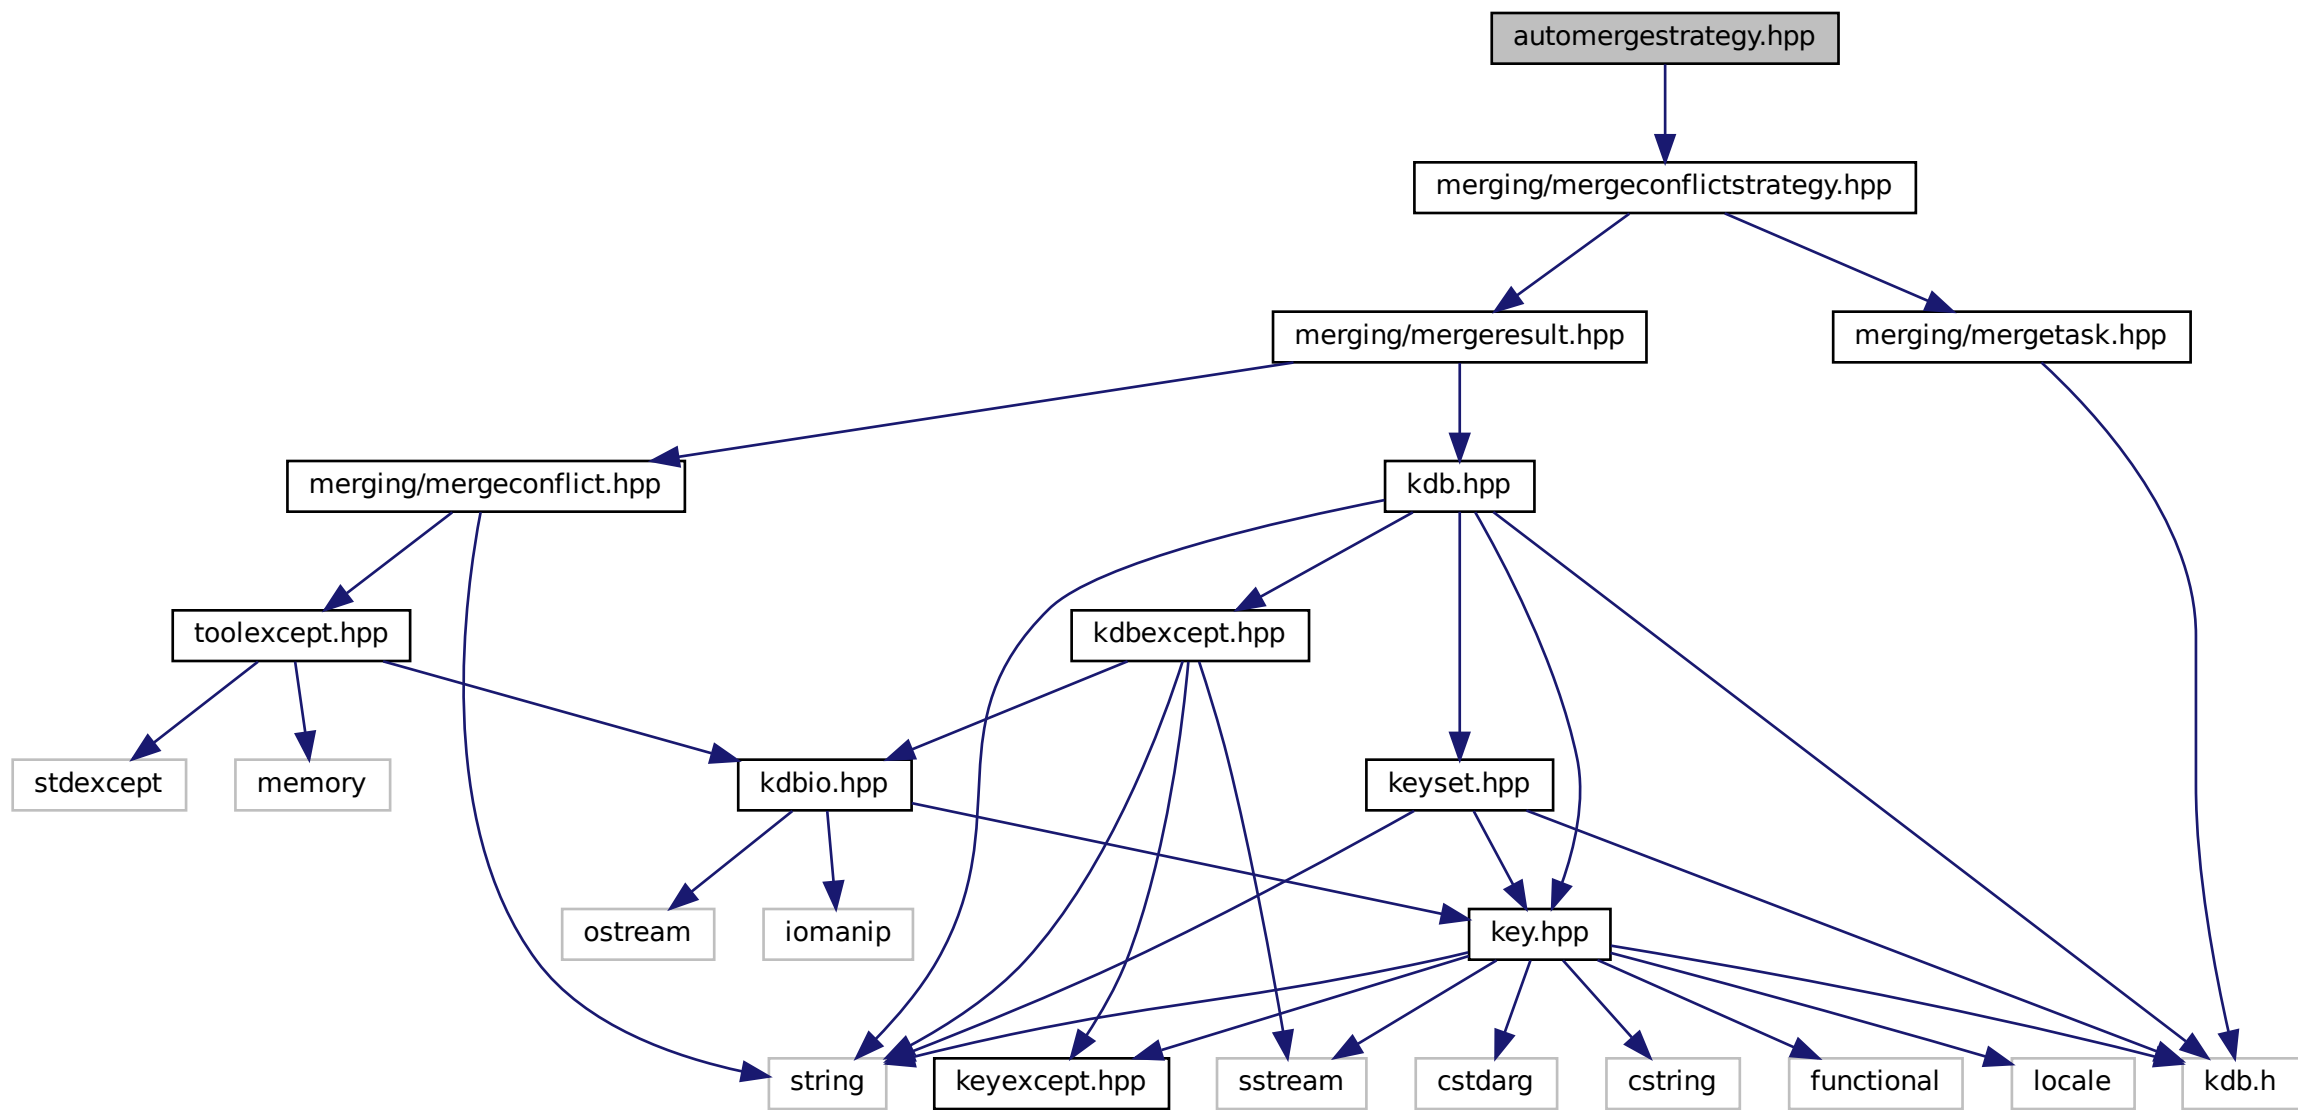 automergestrategy.hpp
merging/mergeconflictstrategy.hpp
merging/mergeresult.hpp
merging/mergetask.hpp
merging/mergeconflict.hpp
kdb.hpp
toolexcept.hpp
kdbexcept.hpp
stdexcept
memory
kdbio.hpp
keyset.hpp
ostream
iomanip
key.hpp
string
keyexcept.hpp
sstream
cstdarg
cstring
functional
locale
kdb.h